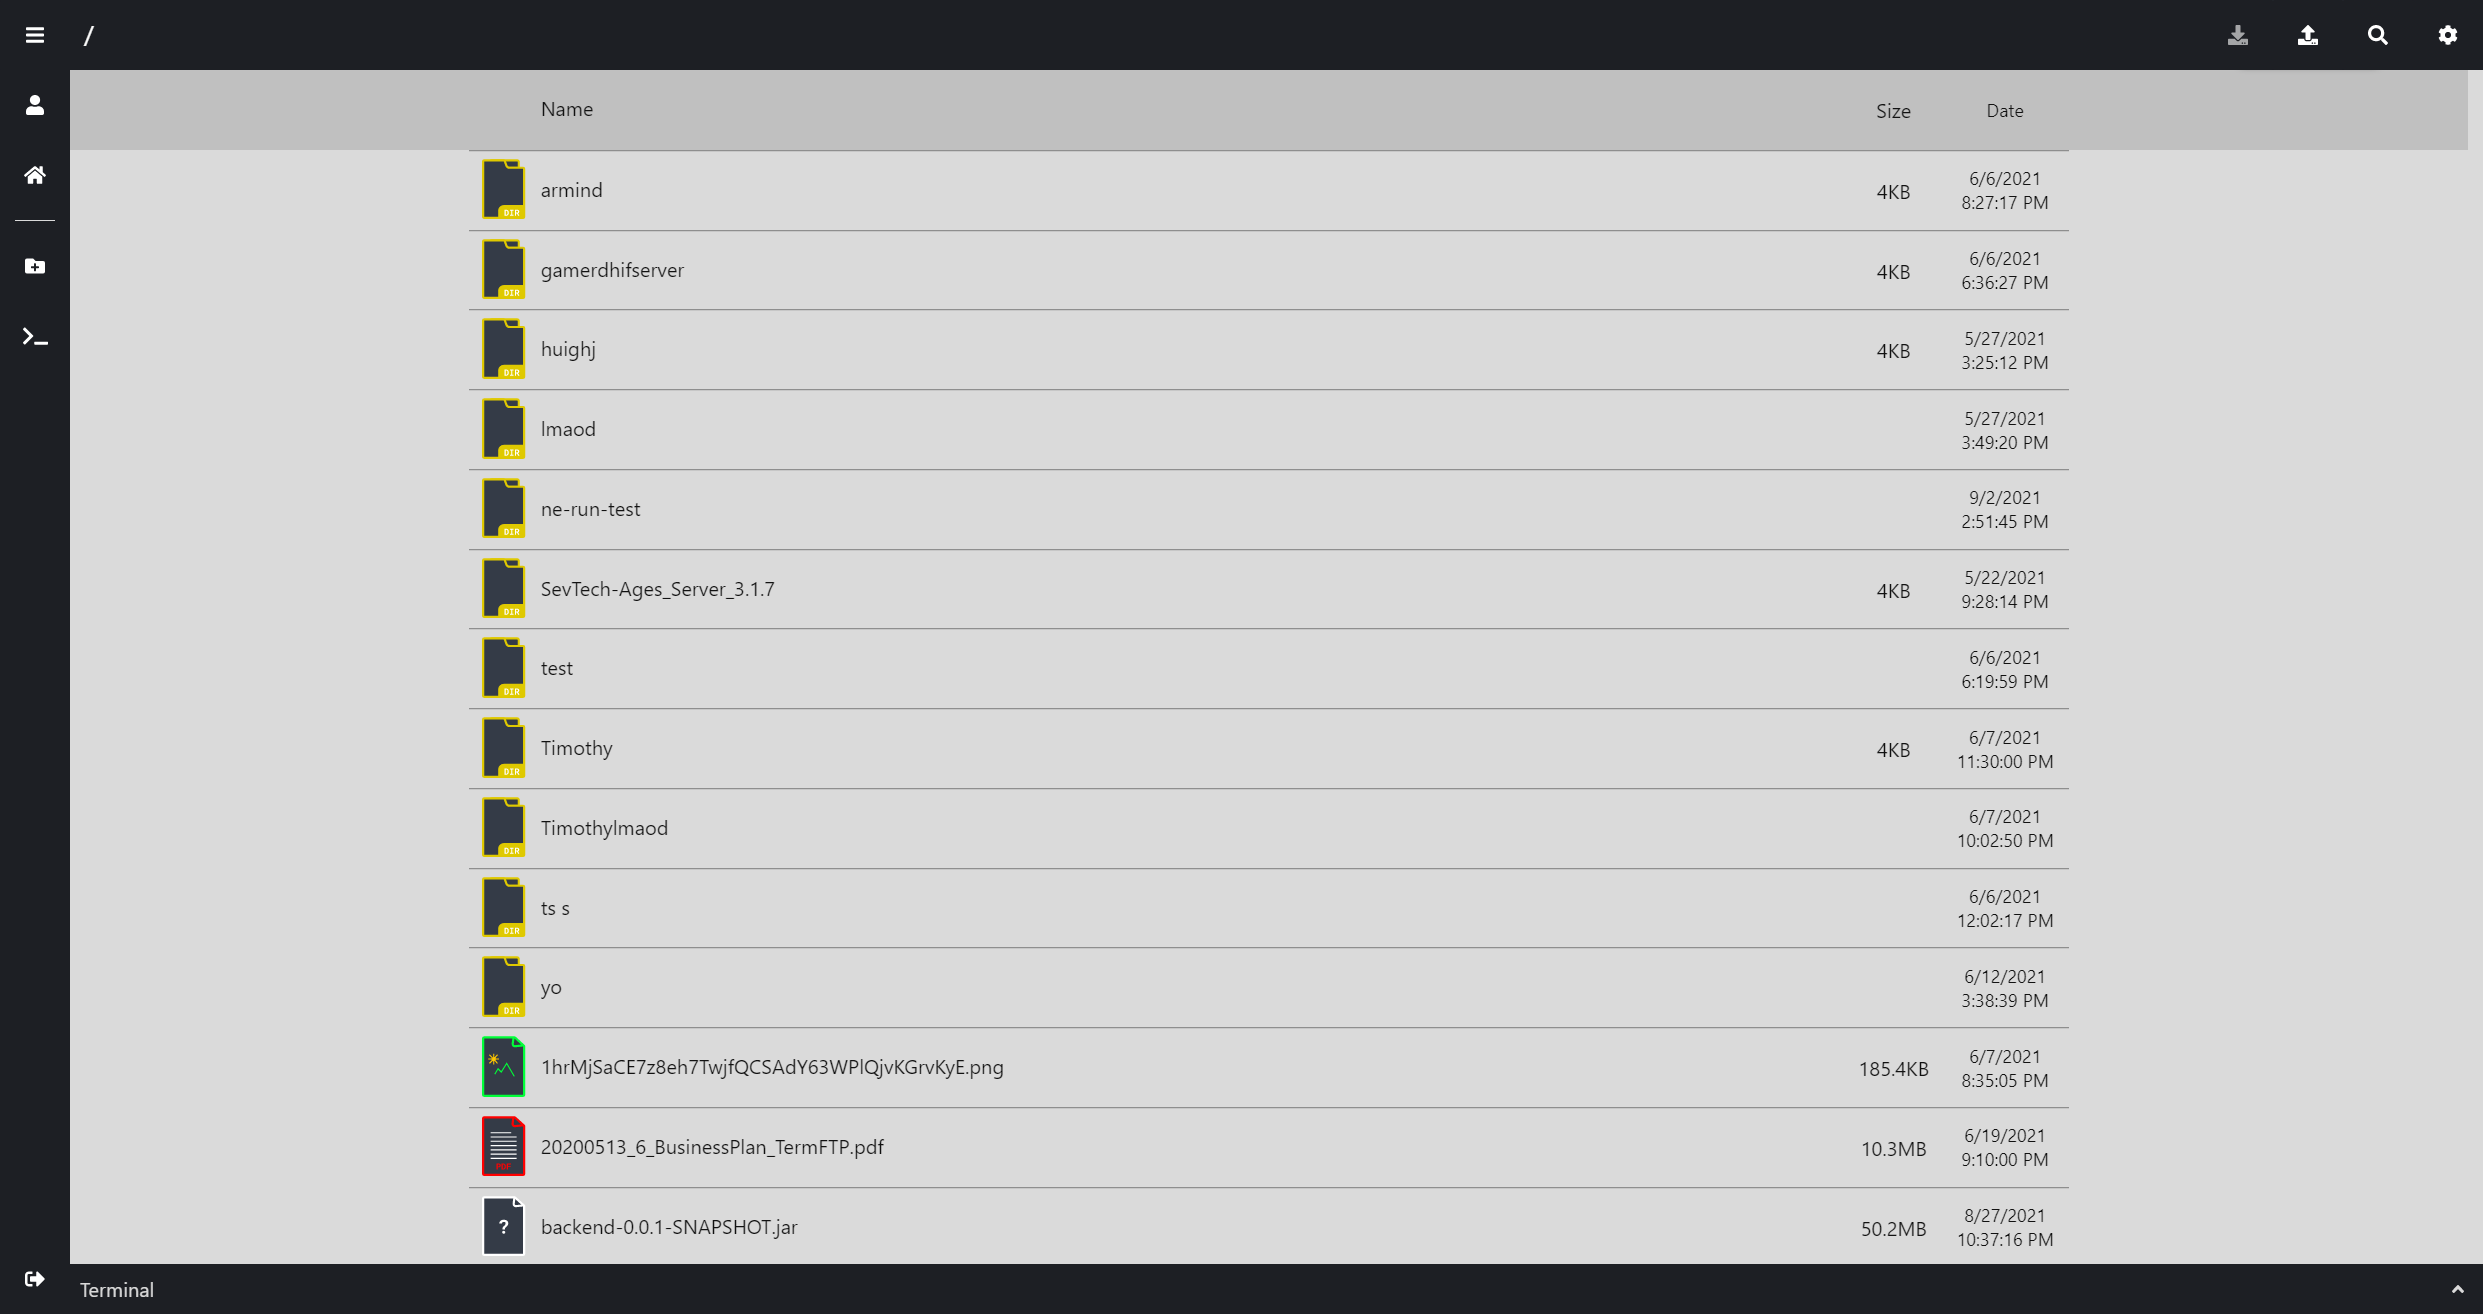 /
Name Size Date
DIR armind 4KB 6/6/2021
8:27:17 PM
DIR gamerdhifserver 4KB 6/6/2021
6:36:27 PM
DIR huighj 4KB 5/27/2021
3:25:12 PM
DIR lmaod 5/27/2021
3:49:20 PM
DIR ne-run-test 9/2/2021
2:51:45 PM
DIR SevTech-Ages_Server_3.1.7 4KB 5/22/2021
9:28:14 PM
DIR test 6/6/2021
6:19:59 PM
DIR Timothy 4KB 6/7/2021
11:30:00 PM
DIR Timothylmaod 6/7/2021
10:02:50 PM
DIR ts s 6/6/2021
12:02:17 PM
DIR yo 6/12/2021
3:38:39 PM
1hrMjSaCE7z8eh7TwjfQCSAdY63WPlQjvKGrvKyE.png 185.4KB 6/7/2021
8:35:05 PM
PDF 20200513_6_BusinessPlan_TermFTP.pdf 10.3MB 6/19/2021
9:10:00 PM
? backend-0.0.1-SNAPSHOT.jar 50.2MB 8/27/2021
10:37:16 PM
Terminal